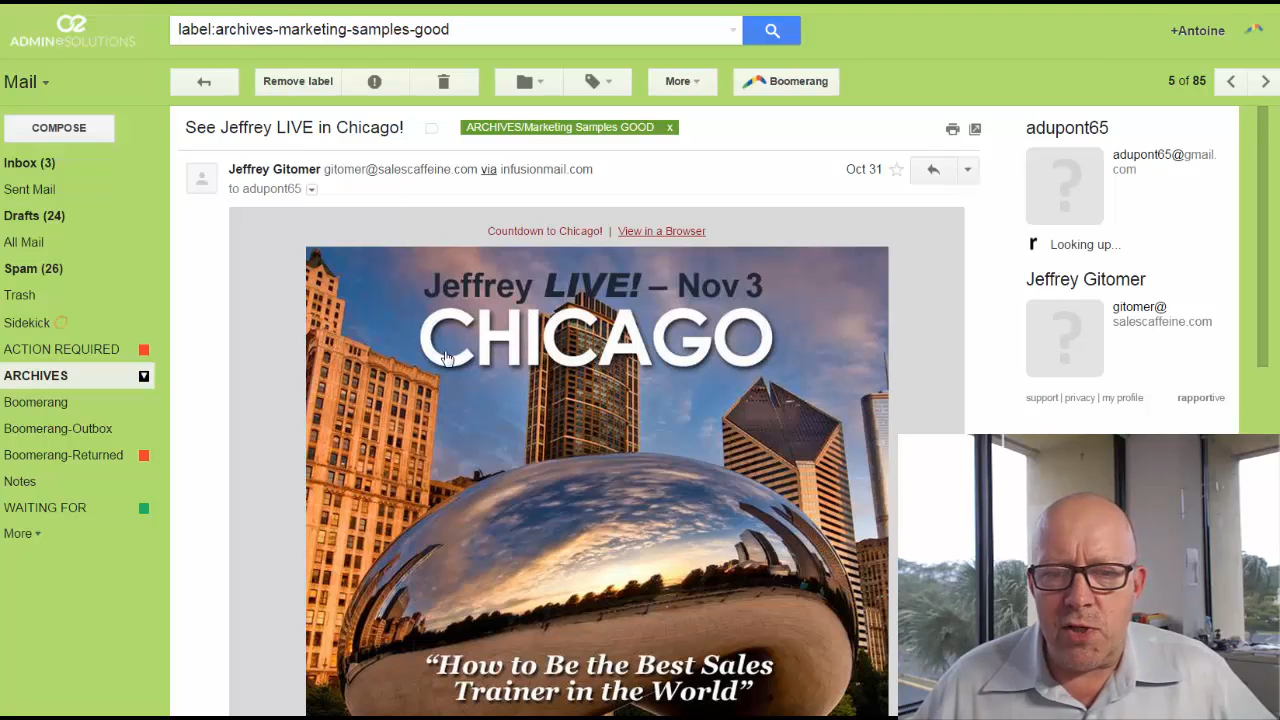 ADMINeSOLUTIONS
label:archives-marketing-samples-good
+Antoine
Mail
Remove label
More
Boomerang
5 of 85
COMPOSE
Inbox (3)
Sent Mail
Drafts (24)
All Mail
Spam (26)
Trash
Sidekick
ACTION REQUIRED
ARCHIVES
Boomerang
Boomerang-Outbox
Boomerang-Returned
Notes
WAITING FOR
More
See Jeffrey LIVE in Chicago!
ARCHIVES/Marketing Samples GOOD x
Jeffrey Gitomer gitomer@salescaffeine.com via infusionmail.com
Oct 31
to adupont65
Countdown to Chicago! | View in a Browser
Jeffrey LIVE! – Nov 3
CHICAGO
“How to Be the Best Sales
Trainer in the World”
adupont65
adupont65@gmail.
com
r Looking up...
Jeffrey Gitomer
gitomer@
salescaffeine.com
support | privacy | my profile
rapportive